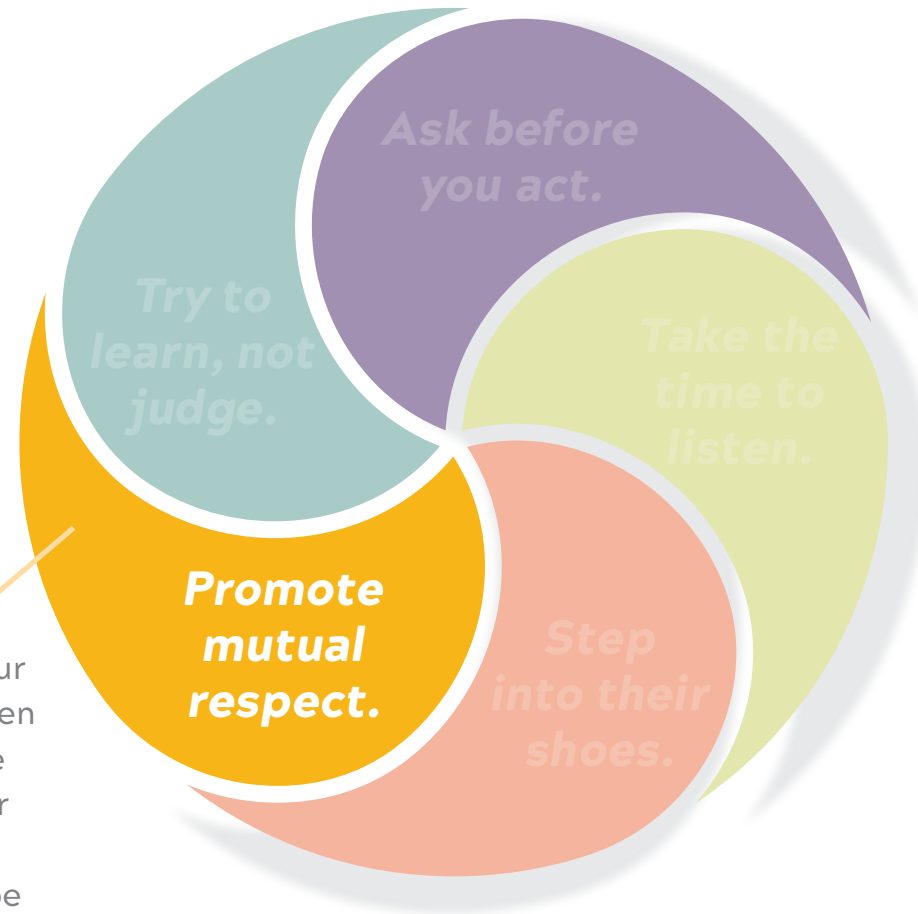 Ask before
you act.
Try to
learn, not
judge.
Take the
time to
listen.
Promote
mutual
respect.
Step
into their
shoes.